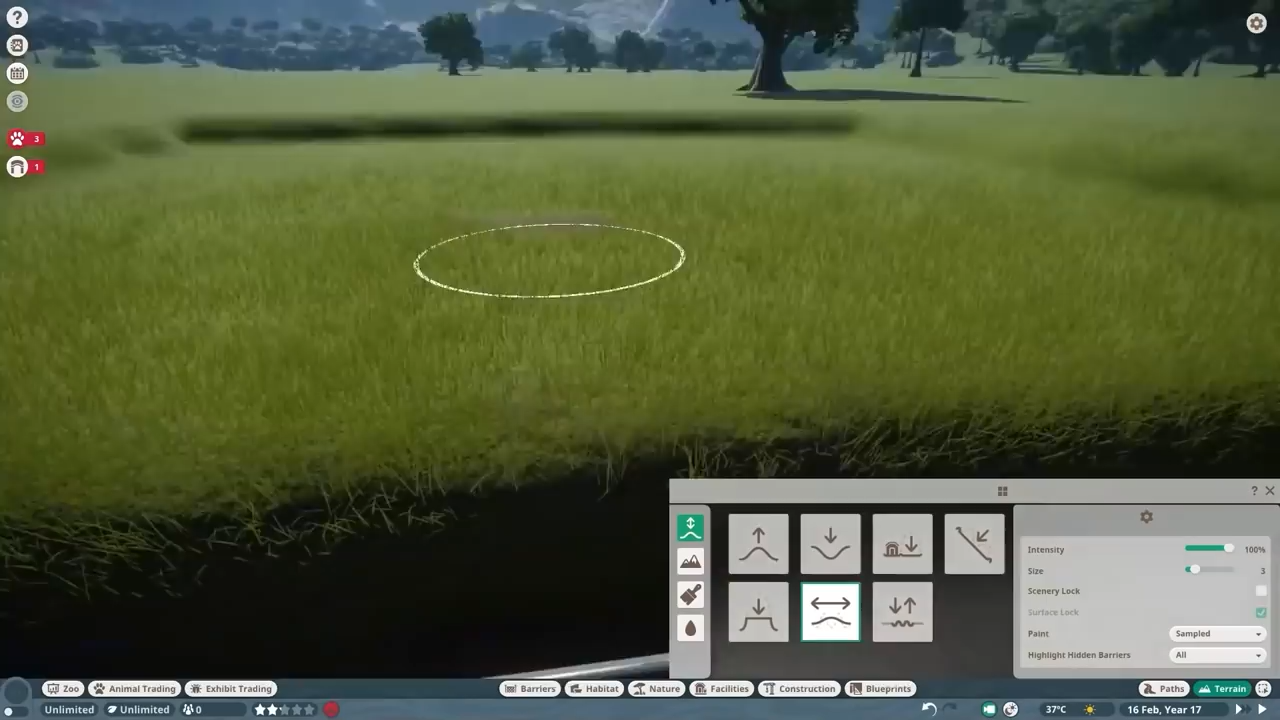 ?
3
1
?
Intensity 100%
Size 3
Scenery Lock
Surface Lock
Paint Sampled
Highlight Hidden Barriers All
Zoo Animal Trading Exhibit Trading Barriers Habitat Nature Facilities Construction Blueprints Paths Terrain
Unlimited Unlimited 0 37°C 16 Feb, Year 17